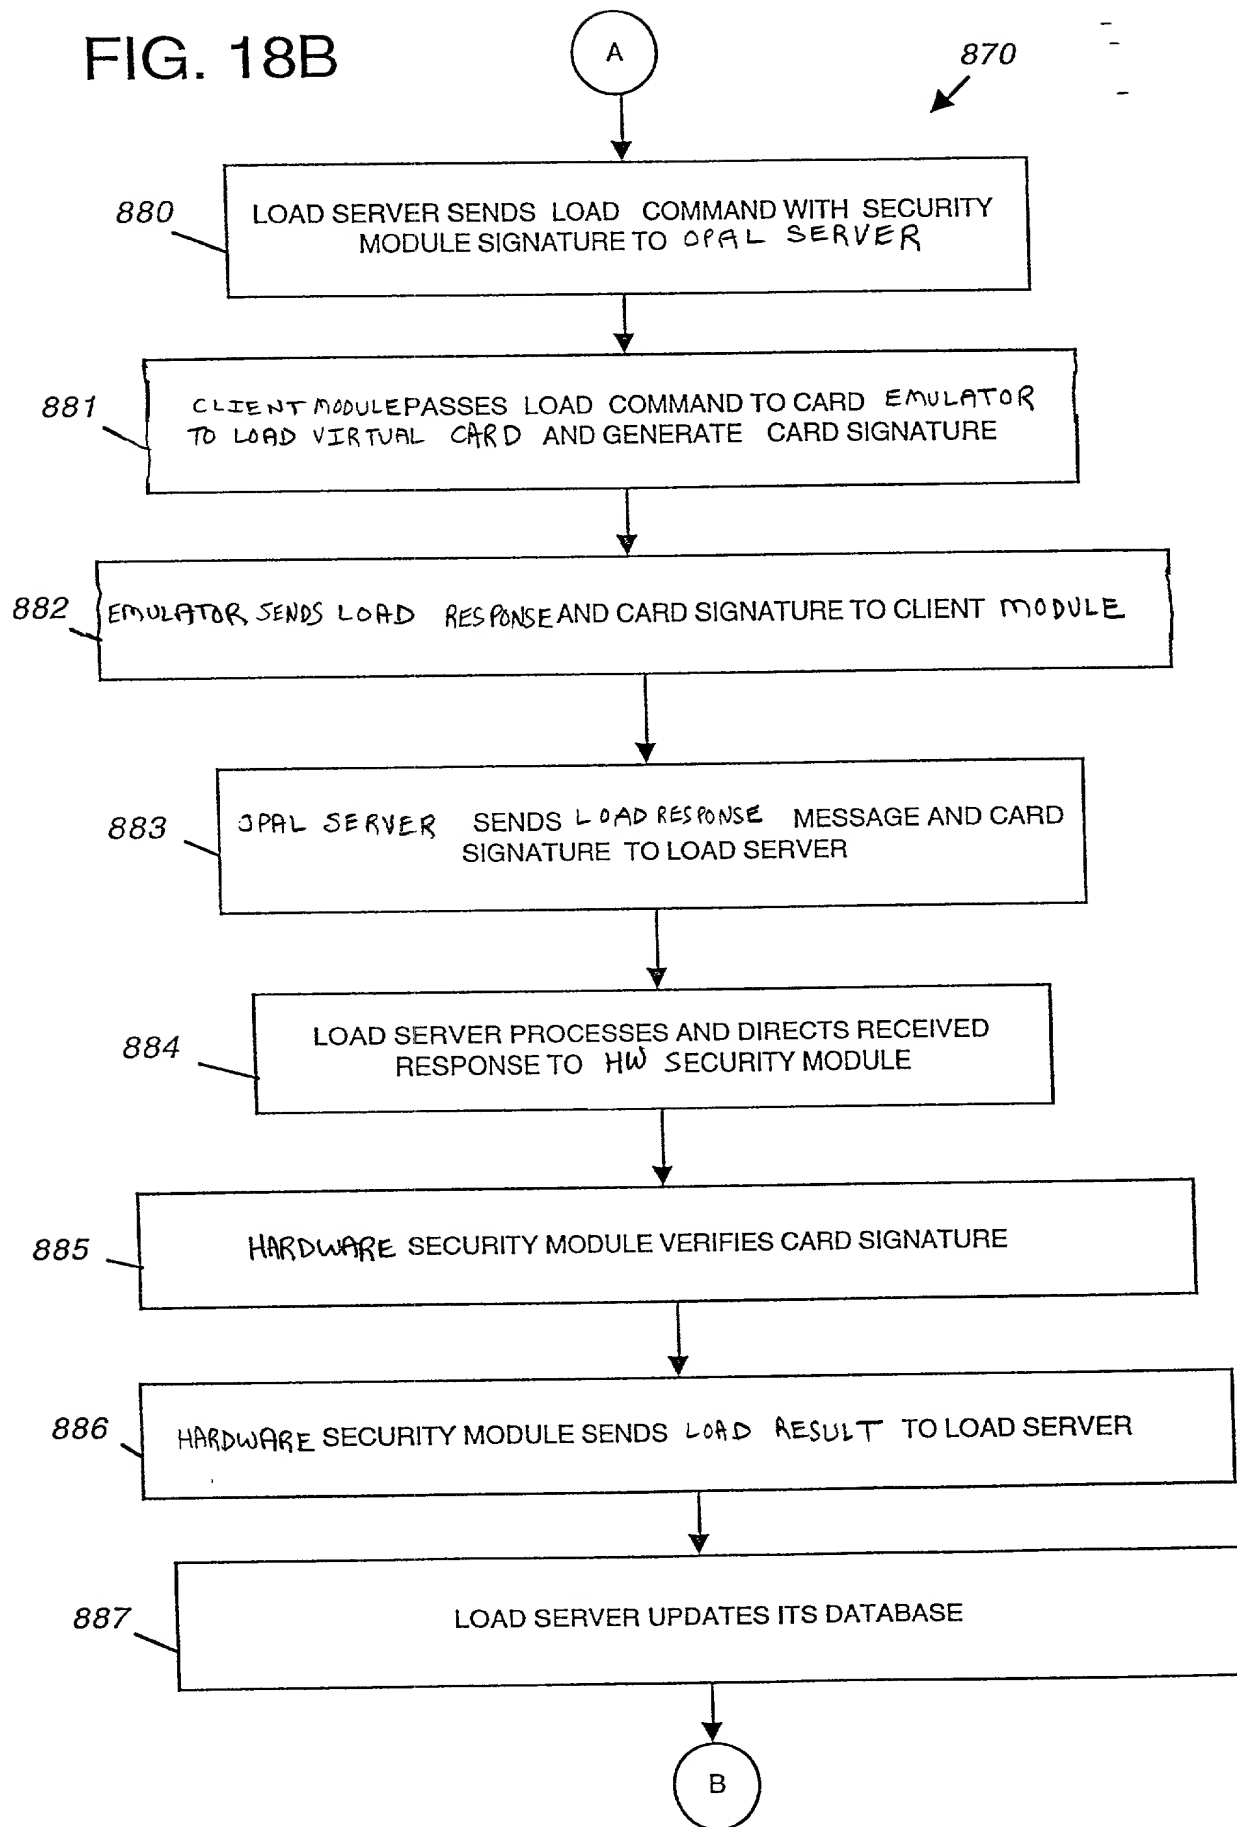 FIG. 18B
A
870
880
LOAD SERVER SENDS LOAD COMMAND WITH SECURITY
MODULE SIGNATURE TO OPAL SERVER
881
CLIENT MODULE PASSES LOAD COMMAND TO CARD EMULATOR
TO LOAD VIRTUAL CARD AND GENERATE CARD SIGNATURE
882
EMULATOR SENDS LOAD RESPONSE AND CARD SIGNATURE TO CLIENT MODULE
883
OPAL SERVER SENDS LOAD RESPONSE MESSAGE AND CARD
SIGNATURE TO LOAD SERVER
884
LOAD SERVER PROCESSES AND DIRECTS RECEIVED
RESPONSE TO HW SECURITY MODULE
885
HARDWARE SECURITY MODULE VERIFIES CARD SIGNATURE
886
HARDWARE SECURITY MODULE SENDS LOAD RESULT TO LOAD SERVER
887
LOAD SERVER UPDATES ITS DATABASE
B